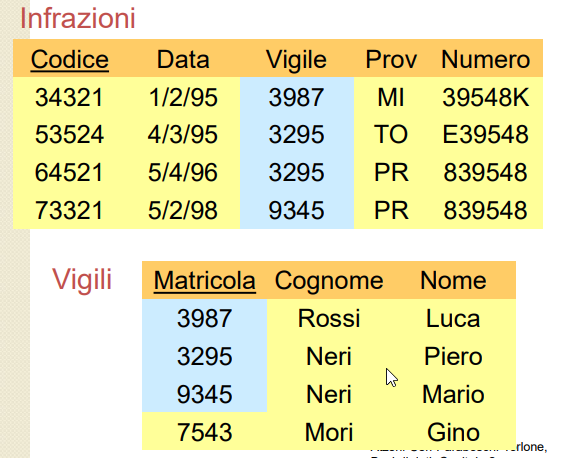 Infrazioni
Codice Data Vigile Prov Numero
34321 1/2/95 3987 MI 39548K
53524 4/3/95 3295 TO E39548
64521 5/4/96 3295 PR 839548
73321 5/2/98 9345 PR 839548
Vigili
Matricola Cognome Nome
3987 Rossi Luca
3295 Neri Piero
9345 Neri Mario
7543 Mori Gino